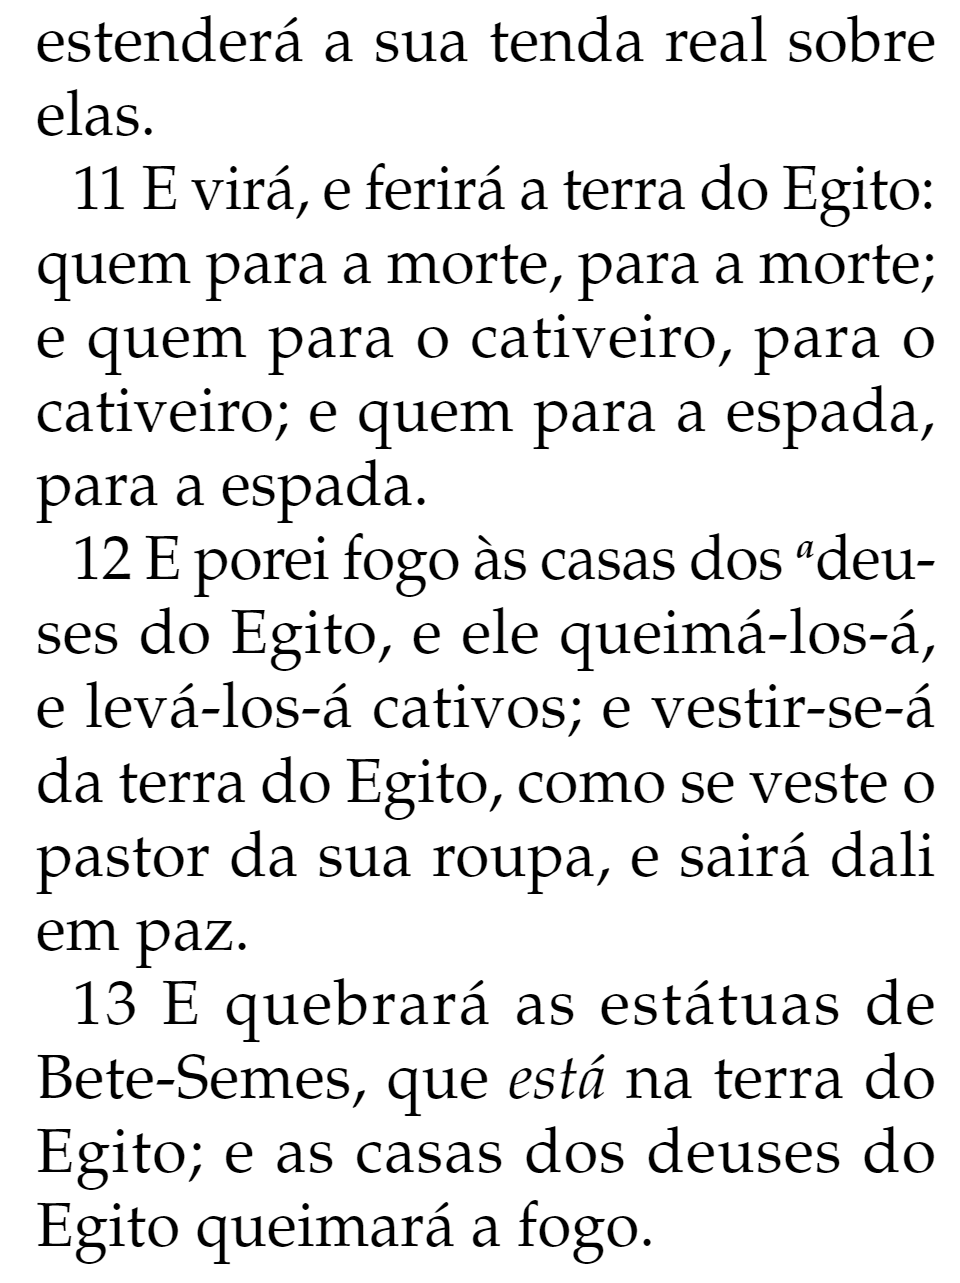 estenderá a sua tenda real sobre
elas.
11 E virá, e ferirá a terra do Egito:
quem para a morte, para a morte;
e quem para o cativeiro, para o
cativeiro; e quem para a espada,
para a espada.
12 E porei fogo às casas dos ᵃdeu-
ses do Egito, e ele queimá-los-á,
e levá-los-á cativos; e vestir-se-á
da terra do Egito, como se veste o
pastor da sua roupa, e sairá dali
em paz.
13 E quebrará as estátuas de
Bete-Semes, que está na terra do
Egito; e as casas dos deuses do
Egito queimará a fogo.